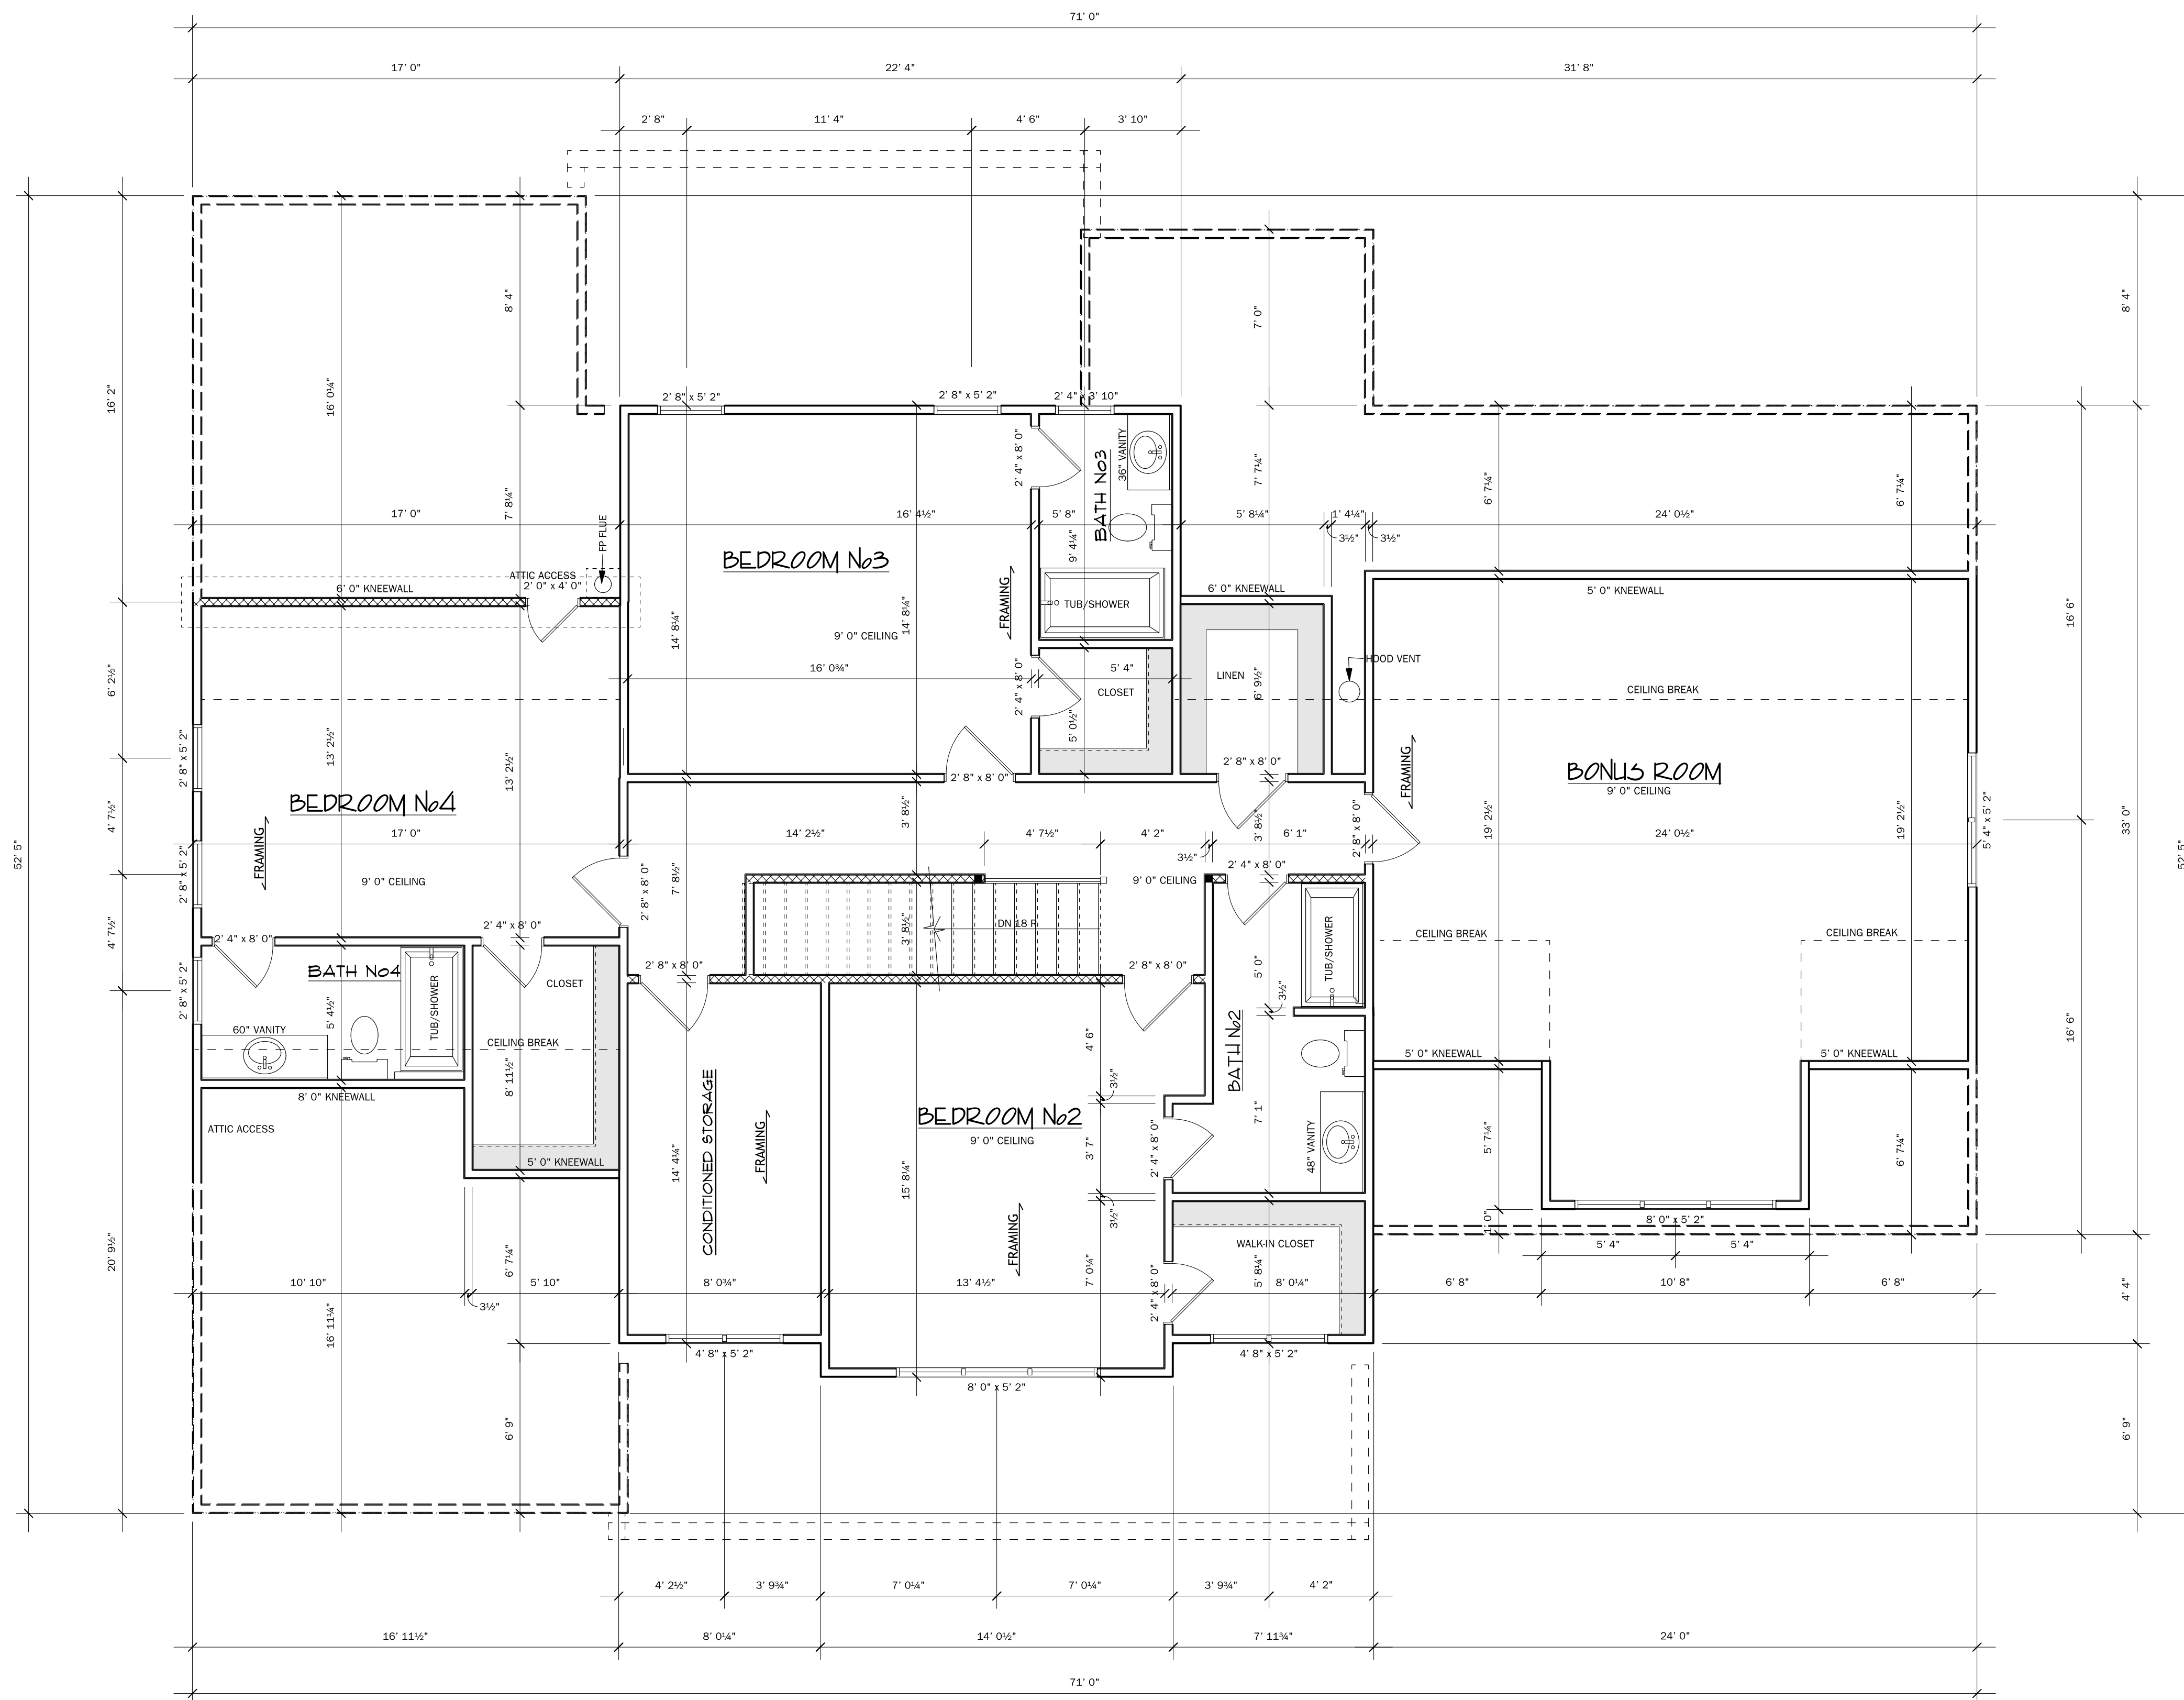 71' 0"
17' 0"
22' 4"
31' 8"
2' 8"
11' 4"
4' 6"
3' 10"
8' 4"
7' 0"
8' 4"
16' 2"
16' 0¼"
2' 8" x 5' 2"
2' 8" x 5' 2"
2' 4" x 3' 10"
2' 4" x 8' 0"
36" VANITY
BATH No3
7' 7¼"
6' 7¼"
6' 7¼"
7' 8¼"
17' 0"
16' 4½"
5' 8"
5' 8¼"
1' 4¼"
24' 0½"
3½"
3½"
FP FLUE
9' 4¼"
BEDROOM No3
ATTIC ACCESS
2' 0" x 4' 0"
6' 0" KNEEWALL
6' 0" KNEEWALL
5' 0" KNEEWALL
FRAMING
TUB/SHOWER
14' 8¼"
14' 8¼"
9' 0" CEILING
16' 6"
16' 0¾"
5' 4"
HOOD VENT
6' 2½"
2' 4" x 8' 0"
CLOSET
LINEN
6' 9½"
CEILING BREAK
5' 0½"
2' 8" x 5' 2"
13' 2½"
13' 2½"
2' 8" x 8' 0"
2' 8" x 8' 0"
FRAMING
BONUS ROOM
9' 0" CEILING
BEDROOM No4
4' 7½"
3' 8½"
3' 8½"
2' 8" x 8' 0"
19' 2½"
19' 2½"
5' 4" x 5' 2"
33' 0"
17' 0"
14' 2½"
4' 7½"
4' 2"
6' 1"
24' 0½"
52' 5"
52' 5"
FRAMING
3½"
2' 4" x 8' 0"
2' 8" x 5' 2"
9' 0" CEILING
2' 8" x 8' 0"
7' 8½"
9' 0" CEILING
2' 4" x 8' 0"
2' 4" x 8' 0"
4' 7½"
3' 8½"
DN 18 R
TUB/SHOWER
CEILING BREAK
CEILING BREAK
2' 8" x 5' 2"
BATH No4
TUB/SHOWER
CLOSET
2' 8" x 8' 0"
2' 8" x 8' 0"
5' 0"
3½"
5' 4½"
60" VANITY
CEILING BREAK
4' 6"
BATH No2
16' 6"
5' 0" KNEEWALL
5' 0" KNEEWALL
8' 11½"
3½"
8' 0" KNEEWALL
ATTIC ACCESS
CONDITIONED STORAGE
FRAMING
BEDROOM No2
9' 0" CEILING
7' 1"
48" VANITY
3' 7"
2' 4" x 8' 0"
5' 7¼"
6' 7¼"
5' 0" KNEEWALL
14' 4¼"
15' 8¼"
3½"
FRAMING
1' 0"
8' 0" x 5' 2"
20' 9½"
6' 7¼"
WALK-IN CLOSET
5' 4"
5' 4"
7' 0¼"
5' 8¼"
10' 10"
5' 10"
8' 0¾"
13' 4½"
2' 4" x 8' 0"
8' 0¼"
6' 8"
10' 8"
6' 8"
4' 4"
3½"
16' 11¼"
4' 8" x 5' 2"
4' 8" x 5' 2"
8' 0" x 5' 2"
6' 9"
6' 9"
4' 2½"
3' 9¾"
7' 0¼"
7' 0¼"
3' 9¾"
4' 2"
16' 11½"
8' 0¼"
14' 0½"
7' 11¾"
24' 0"
71' 0"